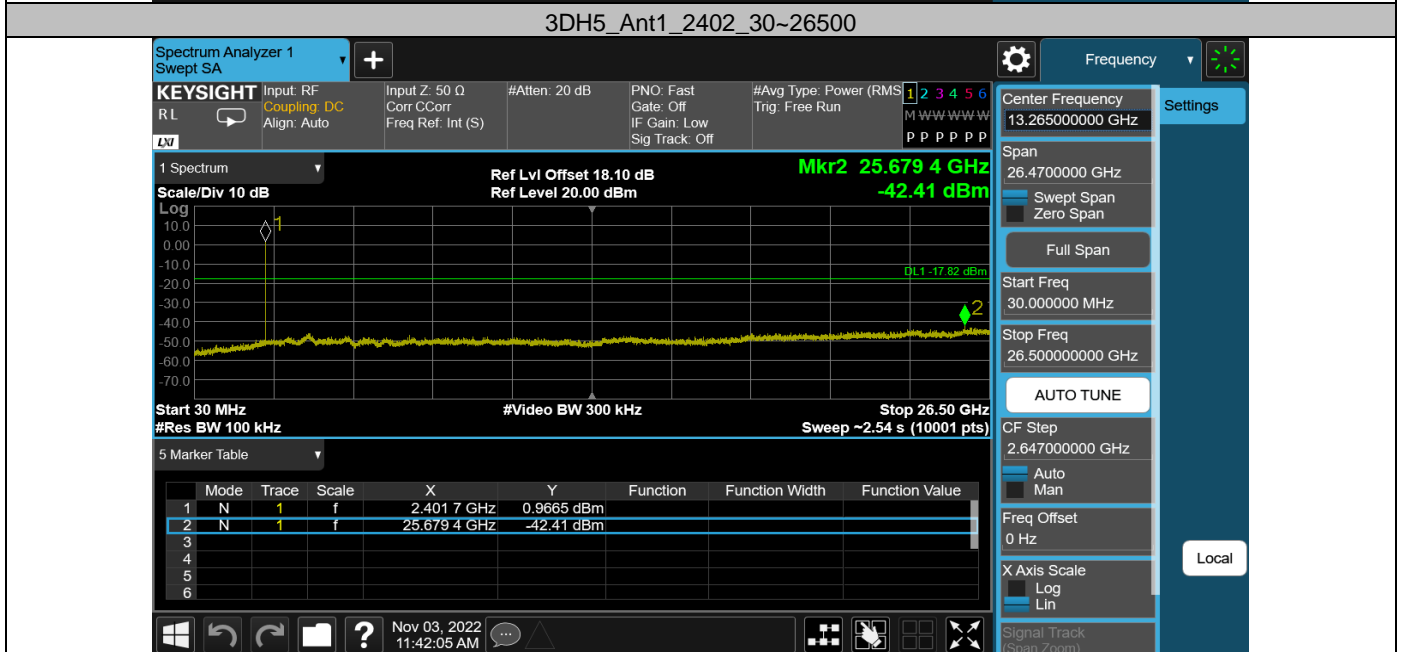 3DH5_Ant1_2402_30~26500
Spectrum Analyzer 1
Swept SA
Frequency
KEYSIGHT
RL
LXI
Input: RF
Coupling: DC
Align: Auto
Input Z: 50 Ω
Corr CCorr
Freq Ref: Int (S)
#Atten: 20 dB
PNO: Fast
Gate: Off
IF Gain: Low
Sig Track: Off
#Avg Type: Power (RMS
Trig: Free Run
1 2 3 4 5 6
M W W W W W
P P P P P P
1 Spectrum
Scale/Div 10 dB
Ref Lvl Offset 18.10 dB
Ref Level 20.00 dBm
Mkr2 25.679 4 GHz
-42.41 dBm
Log
10.0
0.00
-10.0
-20.0
-30.0
-40.0
-50.0
-60.0
-70.0
1
DL1 -17.82 dBm
2
Start 30 MHz
#Video BW 300 kHz
Stop 26.50 GHz
#Res BW 100 kHz
Sweep ~2.54 s (10001 pts)
5 Marker Table
Mode Trace Scale X Y Function Function Width Function Value
1 N 1 f 2.401 7 GHz 0.9665 dBm
2 N 1 f 25.679 4 GHz -42.41 dBm
3
4
5
6
Nov 03, 2022
11:42:05 AM
Center Frequency
13.265000000 GHz
Span
26.4700000 GHz
Swept Span
Zero Span
Full Span
Start Freq
30.000000 MHz
Stop Freq
26.500000000 GHz
AUTO TUNE
CF Step
2.647000000 GHz
Auto
Man
Freq Offset
0 Hz
X Axis Scale
Log
Lin
Signal Track
(Span Zoom)
Settings
Local